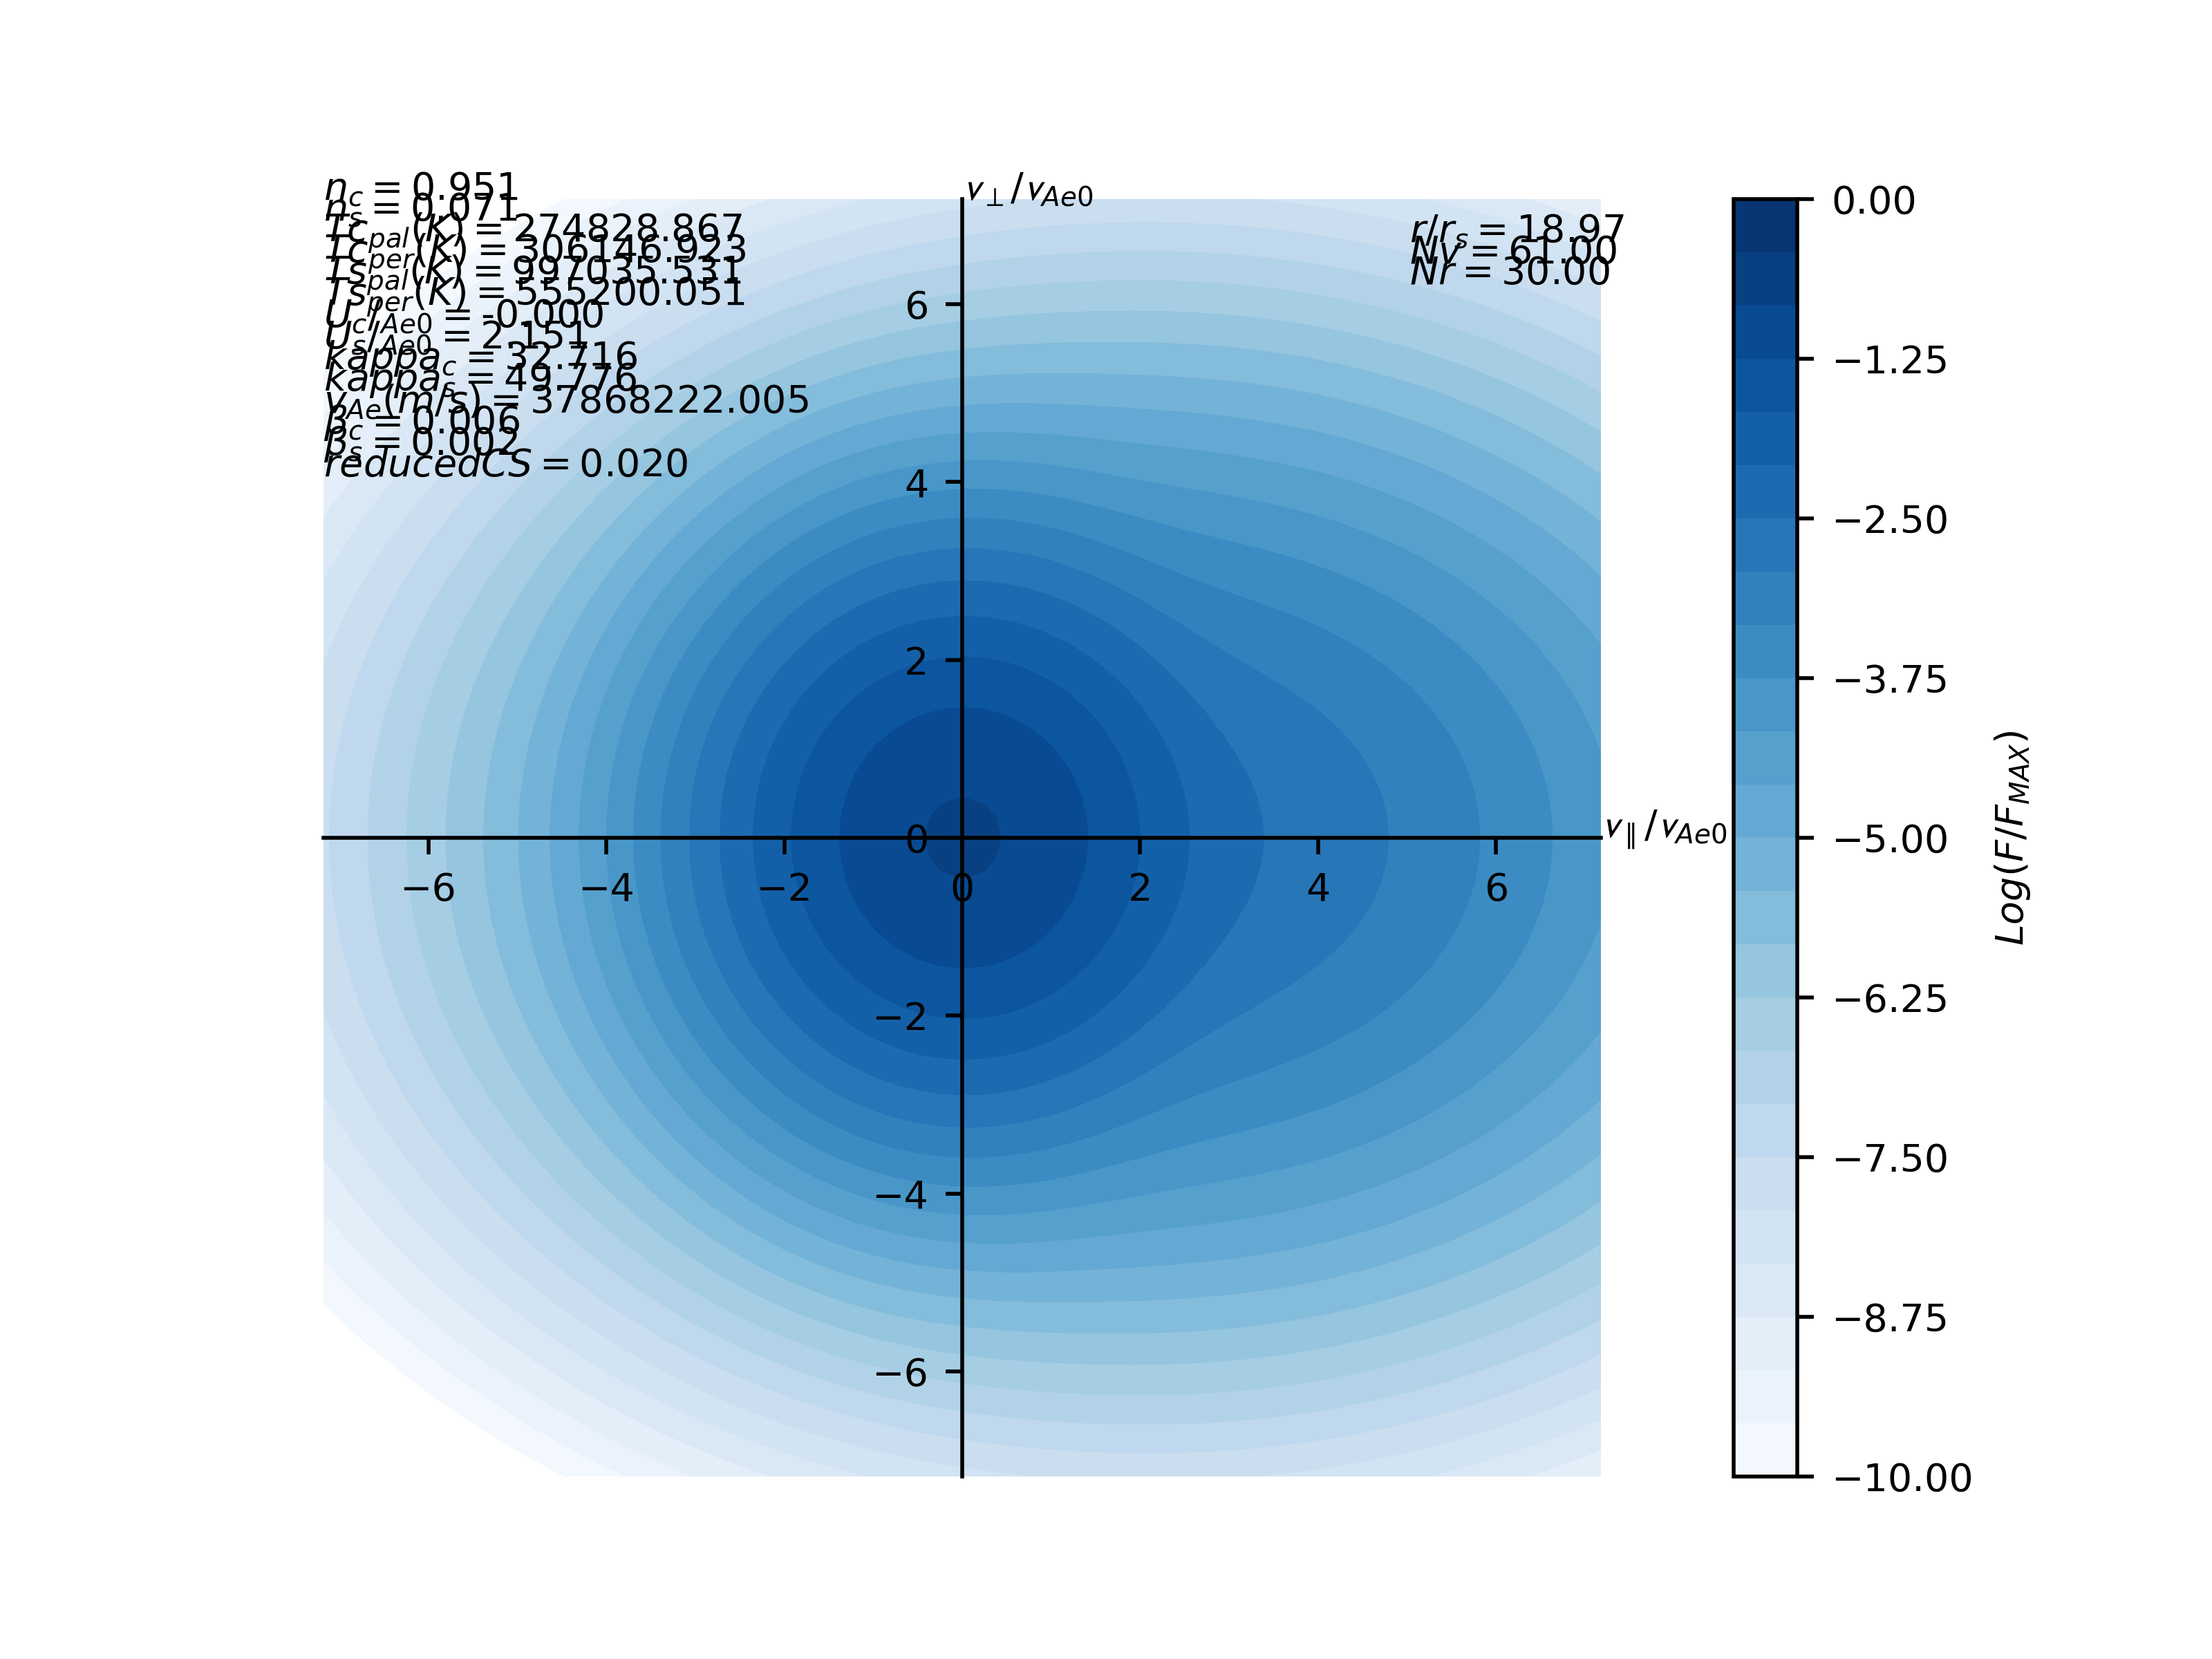 n_c = 0.951
n_s = 0.071
Tc_pal(K) = 274828.867
Tc_per(K) = 306146.923
Ts_pal(K) = 997035.531
Ts_per(K) = 555200.051
U_c/Ae0 = -0.000
U_s/Ae0 = 2.151
kappa_c = 32.716
kappa_s = 49.776
v_Ae(m/s) = 37868222.005
β_c = 0.006
β_s = 0.002
reducedCS = 0.020
v_⊥/v_Ae0
r/r_s = 18.97
Nv = 61.00
Nr = 30.00
6
4
2
0
−2
−4
−6
−6 −4 −2 0 2 4 6
v_∥/v_Ae0
0.00
−1.25
−2.50
−3.75
−5.00
−6.25
−7.50
−8.75
−10.00
Log(F/F_MAX)